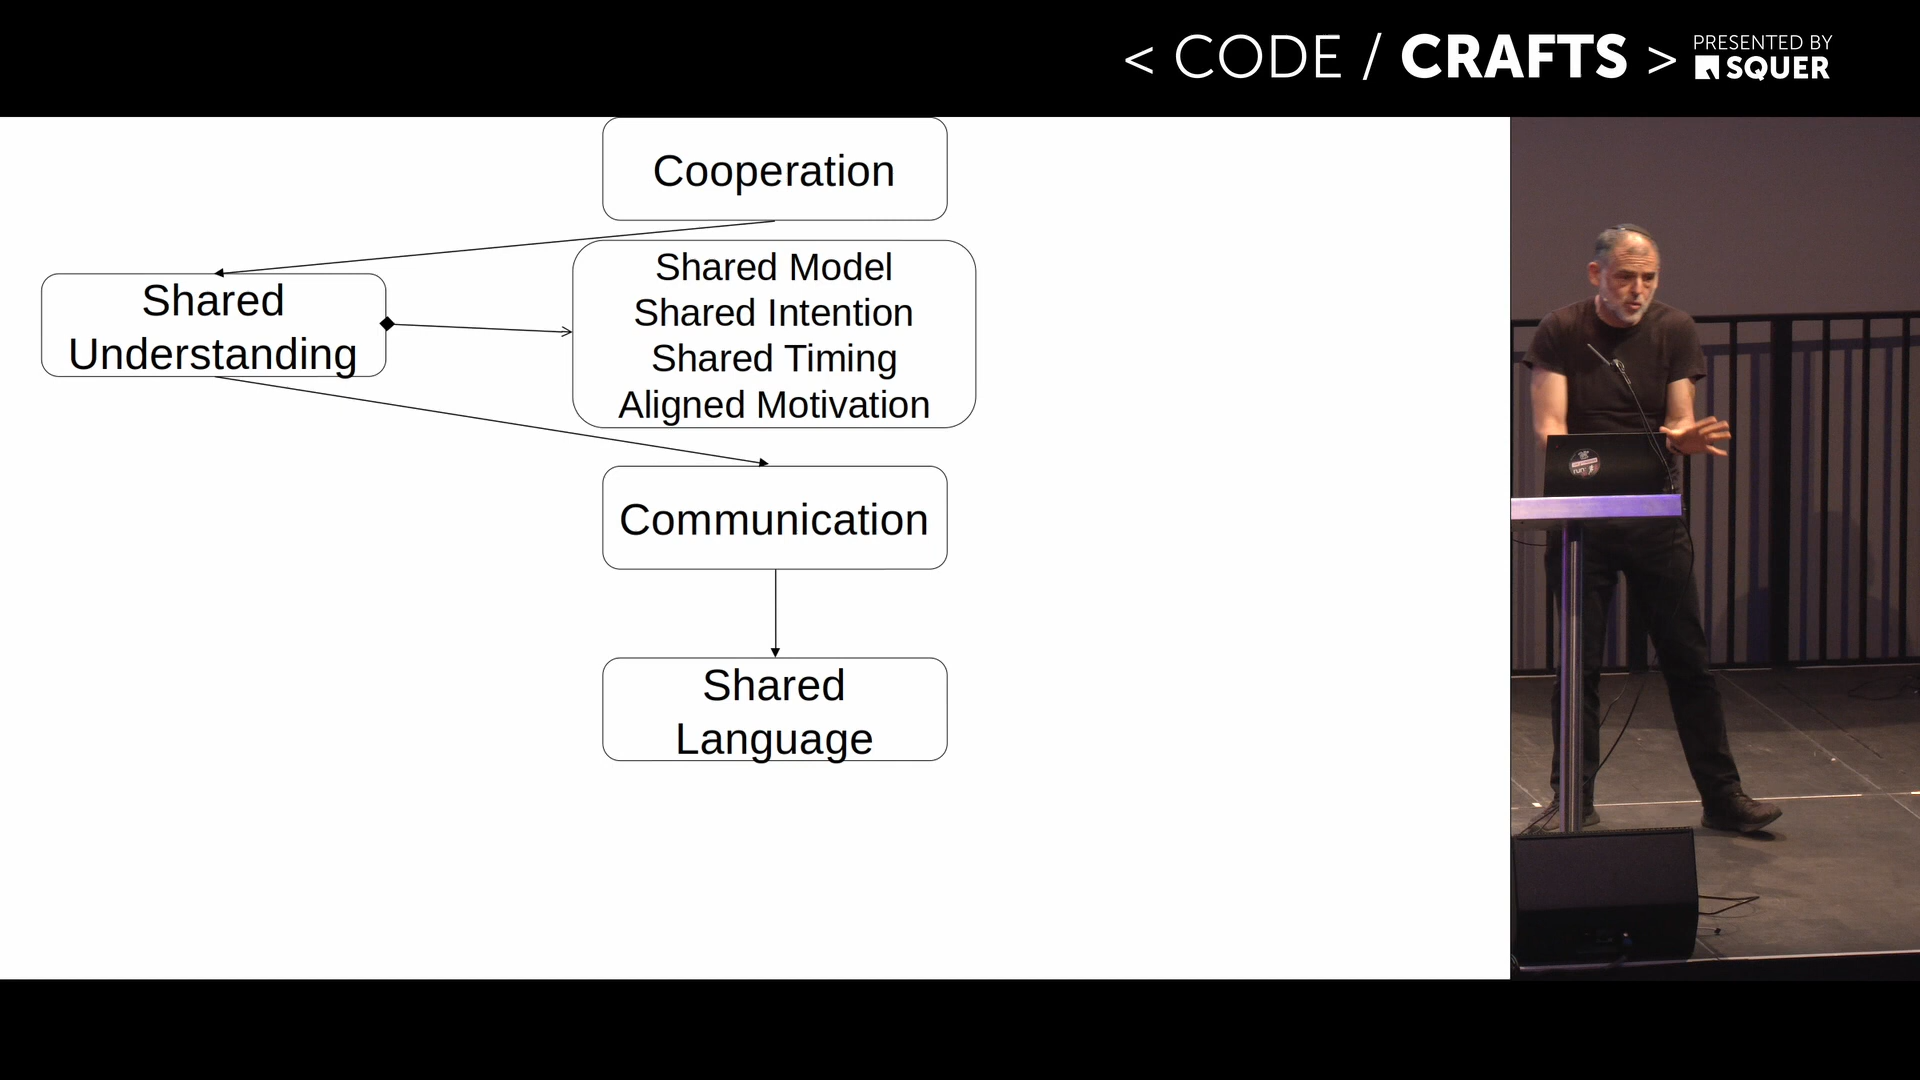 < CODE / CRAFTS > PRESENTED BY SQUER
Cooperation
Shared Understanding
Shared Model
Shared Intention
Shared Timing
Aligned Motivation
Communication
Shared
Language